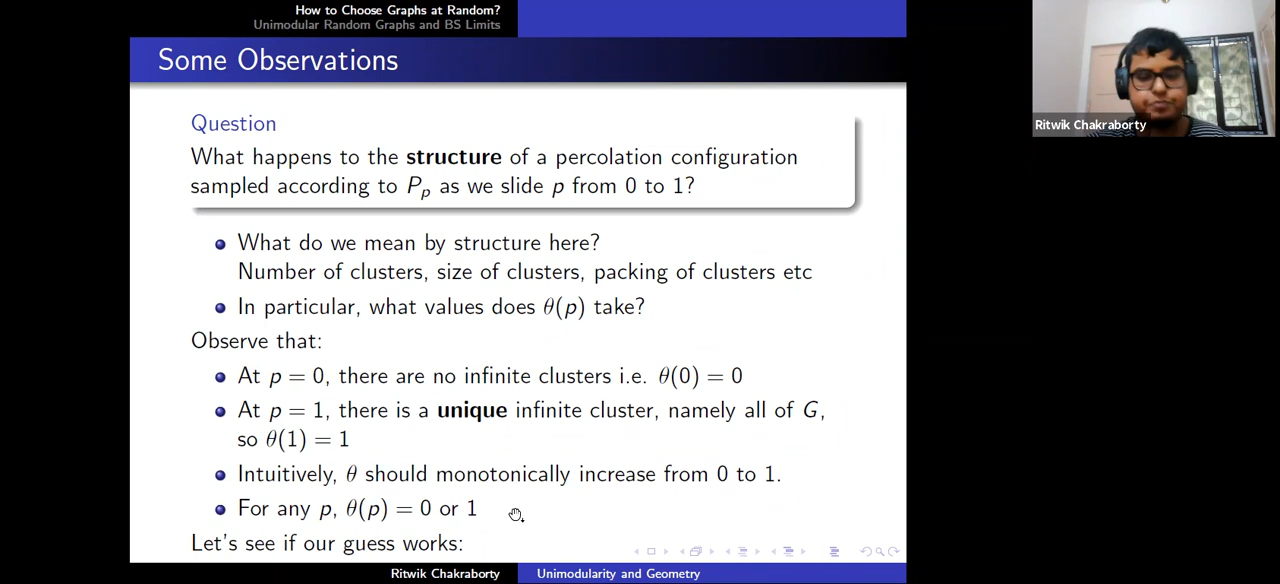 How to Choose Graphs at Random?
Unimodular Random Graphs and BS Limits
Some Observations
Question
What happens to the structure of a percolation configuration
sampled according to Pp as we slide p from 0 to 1?
What do we mean by structure here?
Number of clusters, size of clusters, packing of clusters etc
In particular, what values does θ(p) take?
Observe that:
At p = 0, there are no infinite clusters i.e. θ(0) = 0
At p = 1, there is a unique infinite cluster, namely all of G,
so θ(1) = 1
Intuitively, θ should monotonically increase from 0 to 1.
For any p, θ(p) = 0 or 1
Let's see if our guess works:
Ritwik Chakraborty Unimodularity and Geometry
Ritwik Chakraborty